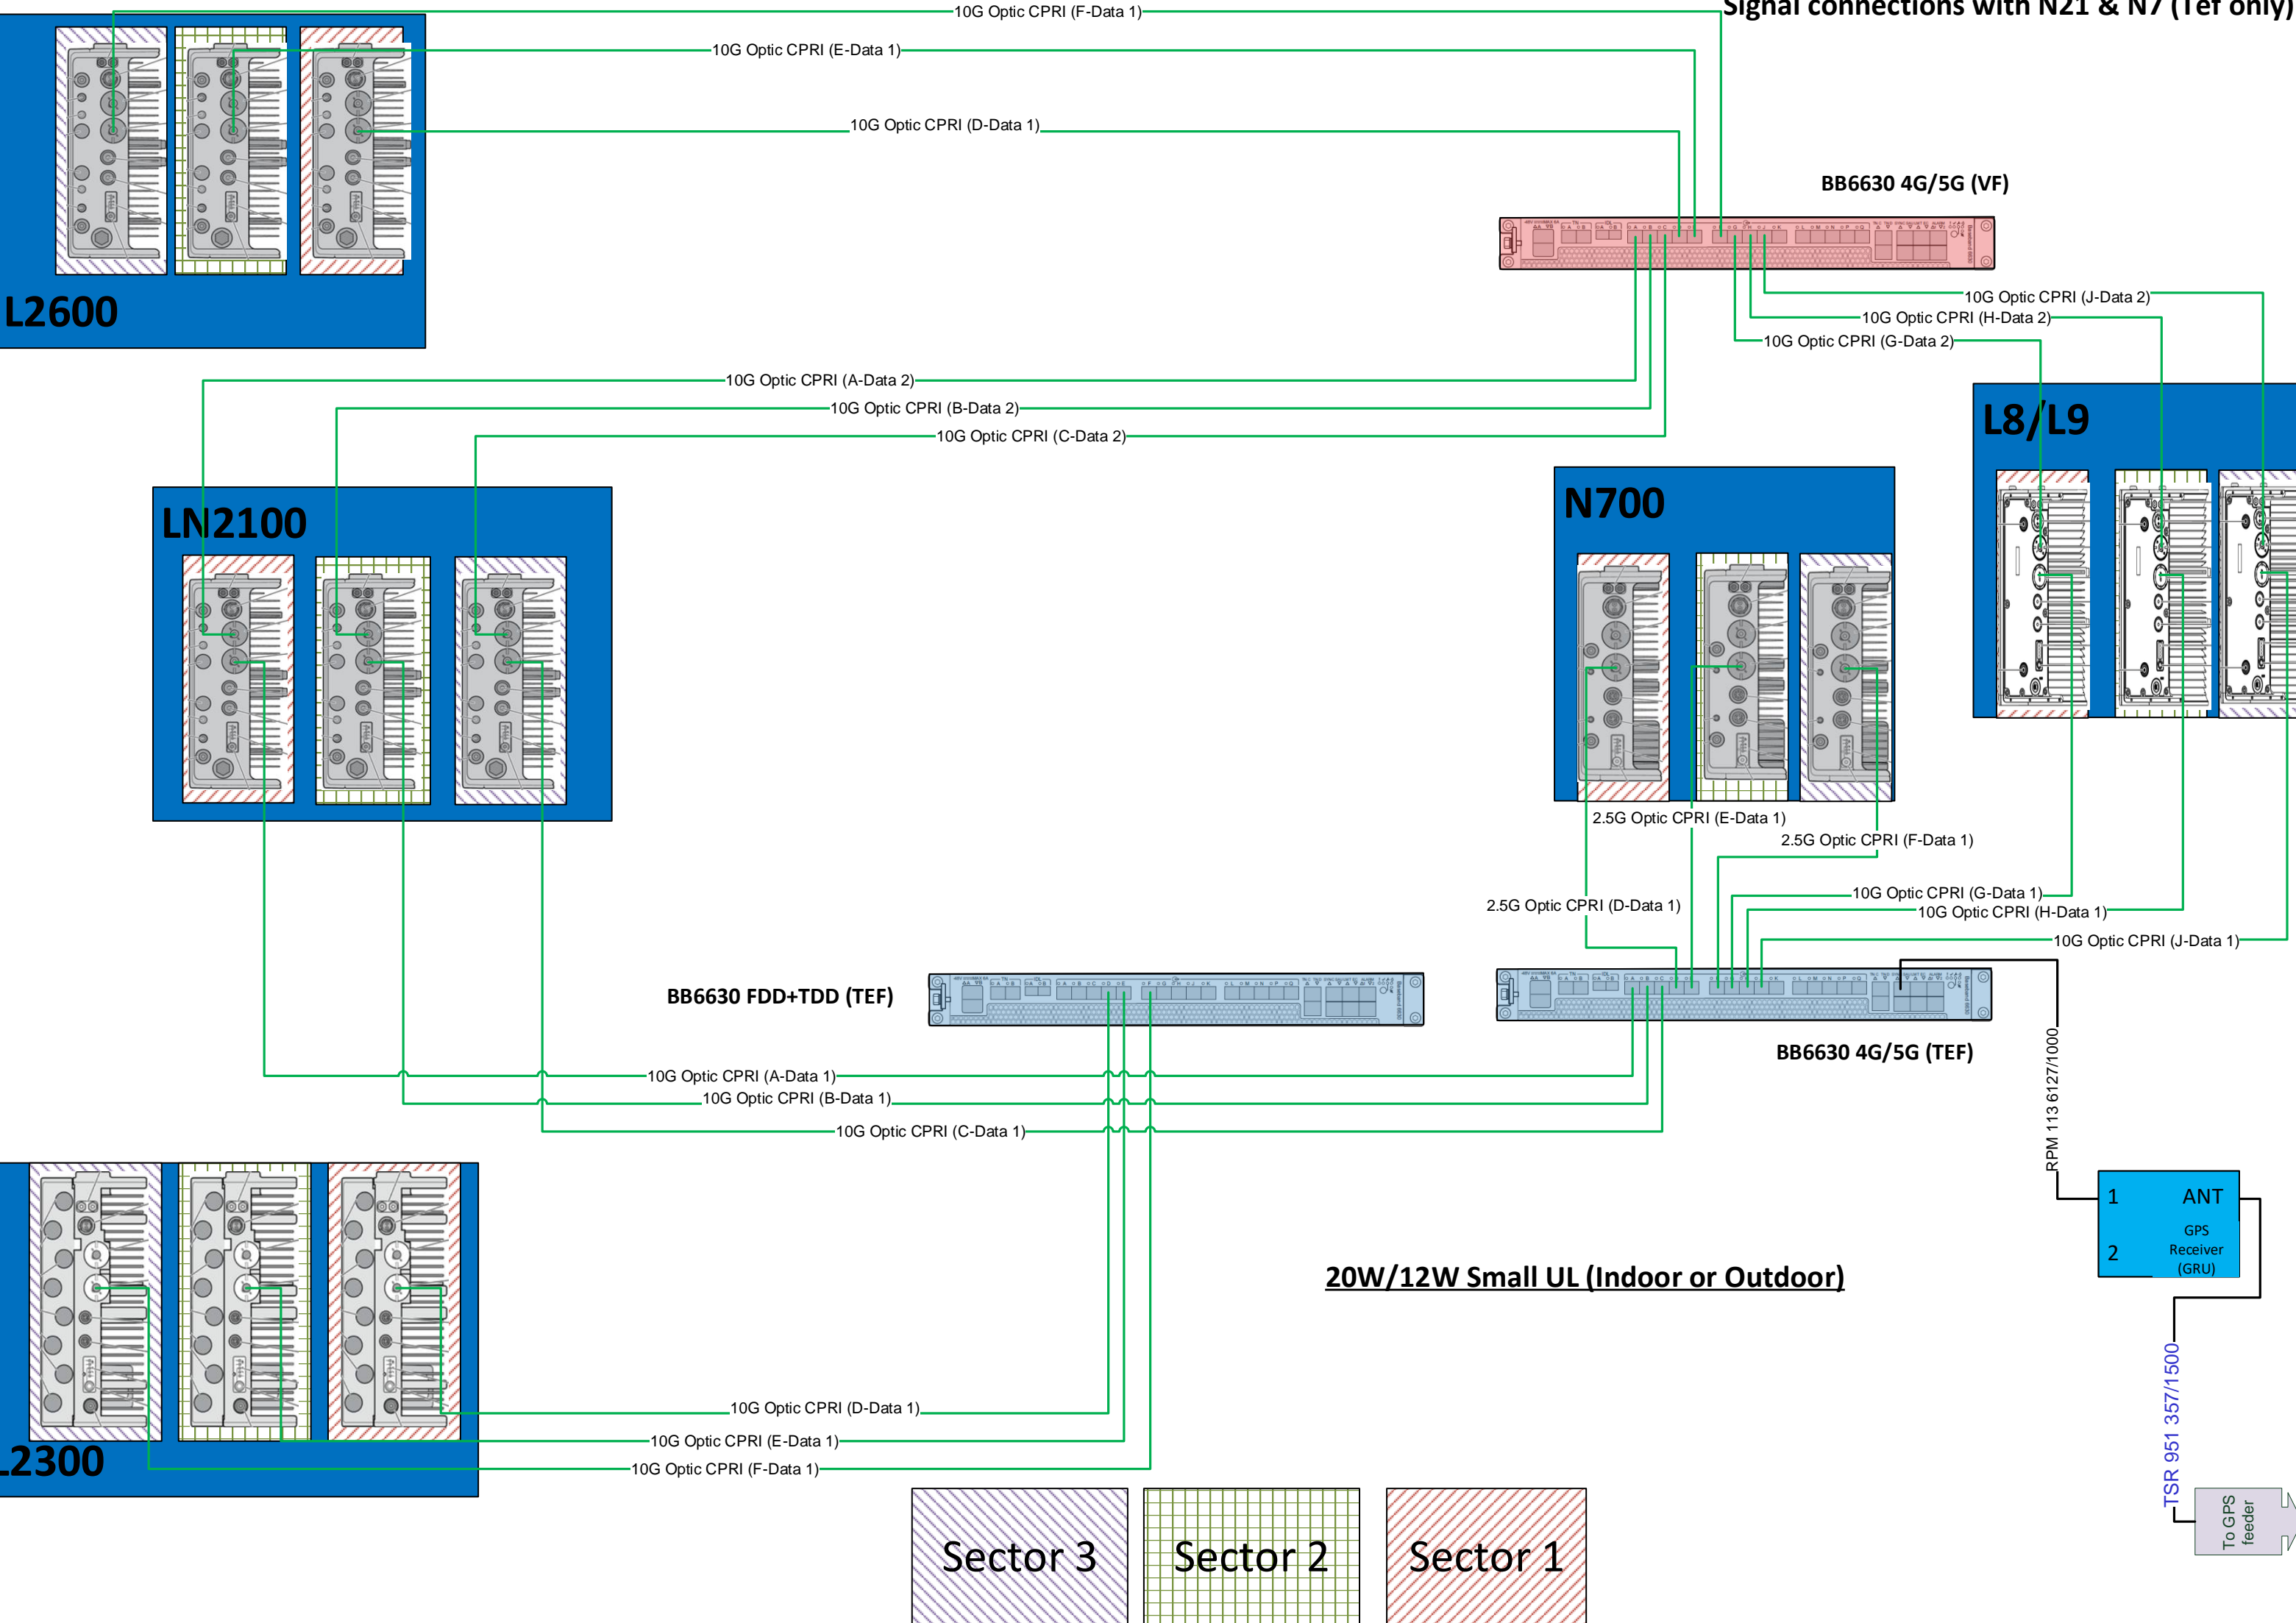 Signal connections with N21 & N7 (Tef only)
10G Optic CPRI (F-Data 1)
10G Optic CPRI (E-Data 1)
10G Optic CPRI (D-Data 1)
L2600
BB6630 4G/5G (VF)
10G Optic CPRI (J-Data 2)
10G Optic CPRI (H-Data 2)
10G Optic CPRI (G-Data 2)
10G Optic CPRI (A-Data 2)
10G Optic CPRI (B-Data 2)
10G Optic CPRI (C-Data 2)
L8/L9
LN2100
N700
2.5G Optic CPRI (E-Data 1)
2.5G Optic CPRI (F-Data 1)
2.5G Optic CPRI (D-Data 1)
10G Optic CPRI (G-Data 1)
10G Optic CPRI (H-Data 1)
10G Optic CPRI (J-Data 1)
BB6630 FDD+TDD (TEF)
BB6630 4G/5G (TEF)
10G Optic CPRI (A-Data 1)
10G Optic CPRI (B-Data 1)
10G Optic CPRI (C-Data 1)
RPM 113 6127/1000
1
ANT
2
GPS
Receiver
(GRU)
20W/12W Small UL (Indoor or Outdoor)
TSR 951 357/1500
To GPS
feeder
10G Optic CPRI (D-Data 1)
10G Optic CPRI (E-Data 1)
10G Optic CPRI (F-Data 1)
L2300
Sector 3
Sector 2
Sector 1